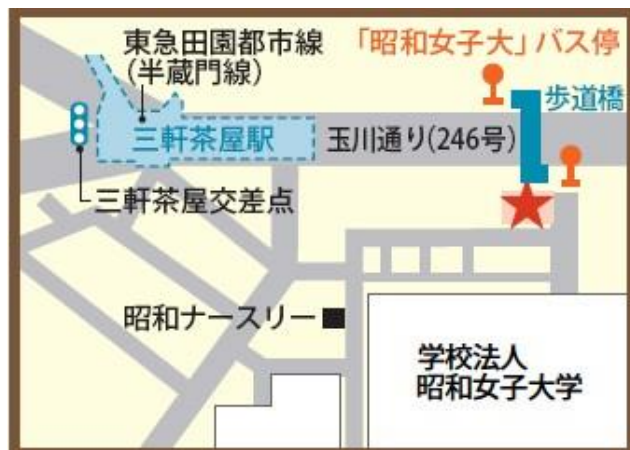 東急田園都市線
（半蔵門線）
「昭和女子大」バス停
歩道橋
三軒茶屋駅
玉川通り(246号)
三軒茶屋交差点
昭和ナースリー
学校法人
昭和女子大学